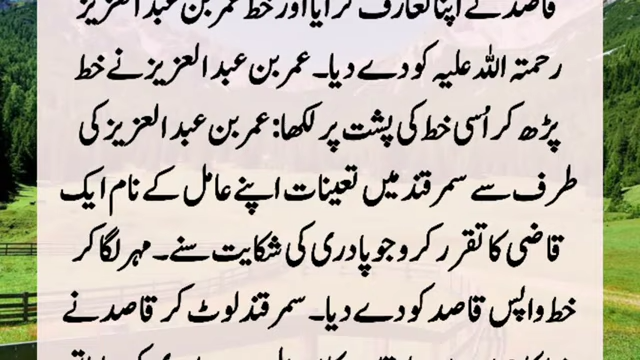 قاصد نے اپنا تعارف کرایا اور خط عمر بن عبد العزیز
رحمتہ اللہ علیہ کو دے دیا۔ عمر بن عبد العزیز نے خط
پڑھ کر اُسی خط کی پشت پر لکھا: عمر بن عبد العزیز کی
طرف سے سمرقند میں تعینات اپنے عامل کے نام ایک
قاضی کا تقرر کرو جو پادری کی شکایت سنے۔ مہر لگا کر
خط واپس قاصد کو دے دیا۔ سمرقند لوٹ کر قاصد نے